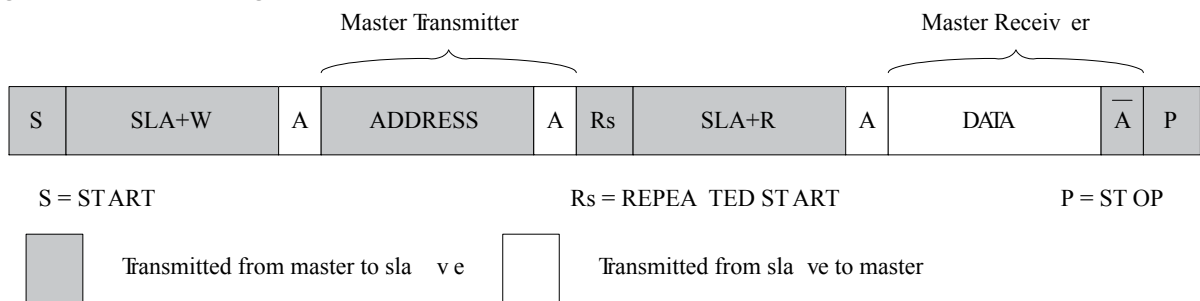 Master Transmitter Master Receiv er
S SLA+W A ADDRESS A Rs SLA+R A DATA A̅ P
S = ST ART Rs = REPEA TED ST ART P = ST OP
Transmitted from master to sla v e Transmitted from sla ve to master